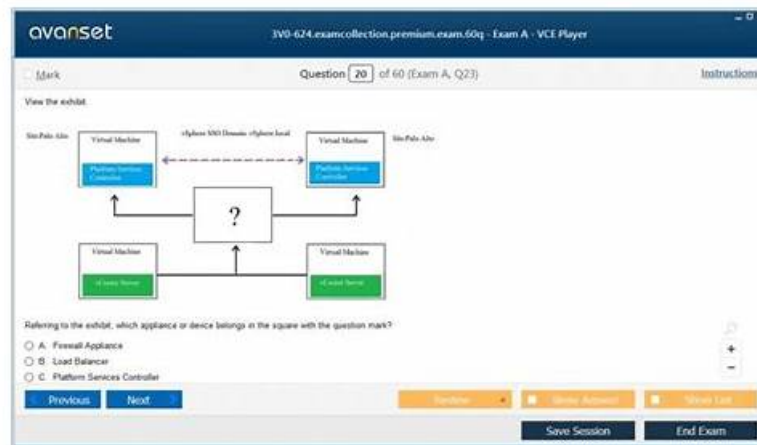 avanset
3V0-624.examcollection.premium.exam.60q - Exam A - VCE Player
Mark
Question 20 of 60 (Exam A, Q23)
Instructions
View the exhibit.
Site:Palo Alto
Virtual Machine
vSphere SSO Domain: vSphere.local
Virtual Machine
Site:Palo Alto
Platform Services
Controller
Platform Services
Controller
?
Virtual Machine
Virtual Machine
vCenter Server
vCenter Server
Referring to the exhibit, which appliance or device belongs in the square with the question mark?
A. Firewall Appliance
B. Load Balancer
C. Platform Services Controller
Previous
Next
Review
Show Answer
Show List
Save Session
End Exam